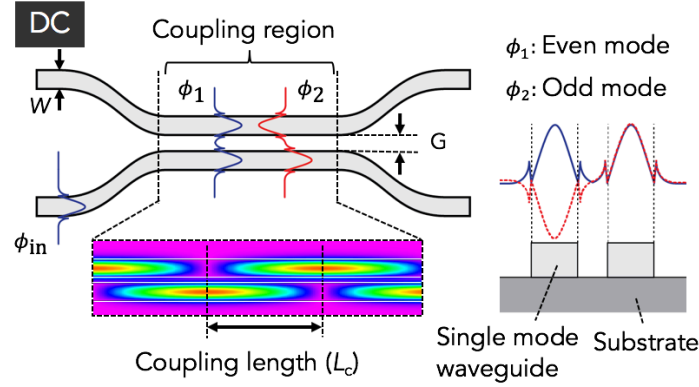 DC
Coupling region
ϕ₁: Even mode
ϕ₂: Odd mode
W
ϕ₁
ϕ₂
G
ϕin
Coupling length (Lc)
Single mode
waveguide
Substrate